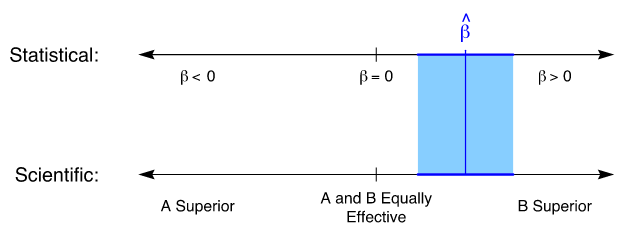 β̂
Statistical:
β < 0
β = 0
β > 0
Scientific:
A Superior
A and B Equally
Effective
B Superior